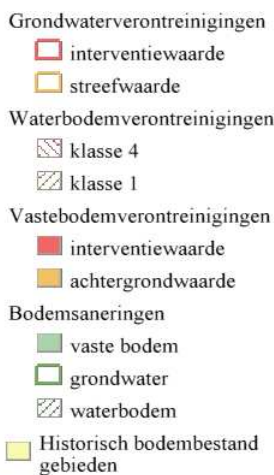 Grondwaterverontreinigingen
interventiewaarde
streefwaarde
Waterbodemverontreinigingen
klasse 4
klasse 1
Vastebodemverontreinigingen
interventiewaarde
achtergrondwaarde
Bodemsaneringen
vaste bodem
grondwater
waterbodem
Historisch bodembestand
gebieden